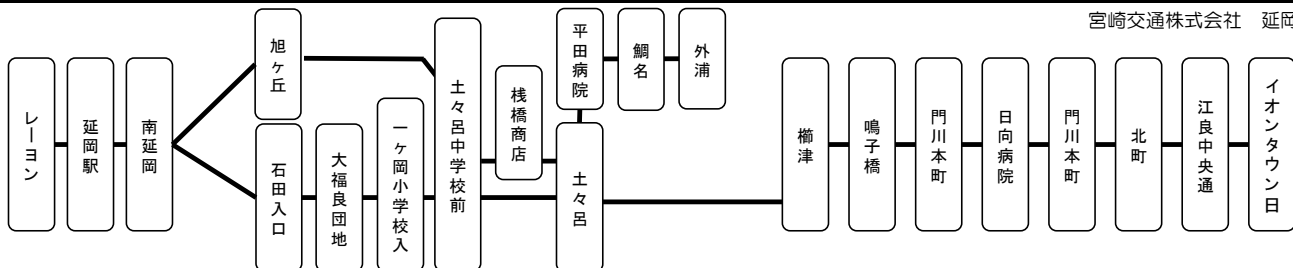 宮崎交通株式会社 延岡
レーヨン
延岡駅
南延岡
旭ヶ丘
石田入口
大福良団地
一ヶ岡小学校入
土々呂中学校前
桟橋商店
平田病院
土々呂
鯛名
外浦
櫛津
鳴子橋
門川本町
日向病院
門川本町
北町
江良中央通
イオンタウン日